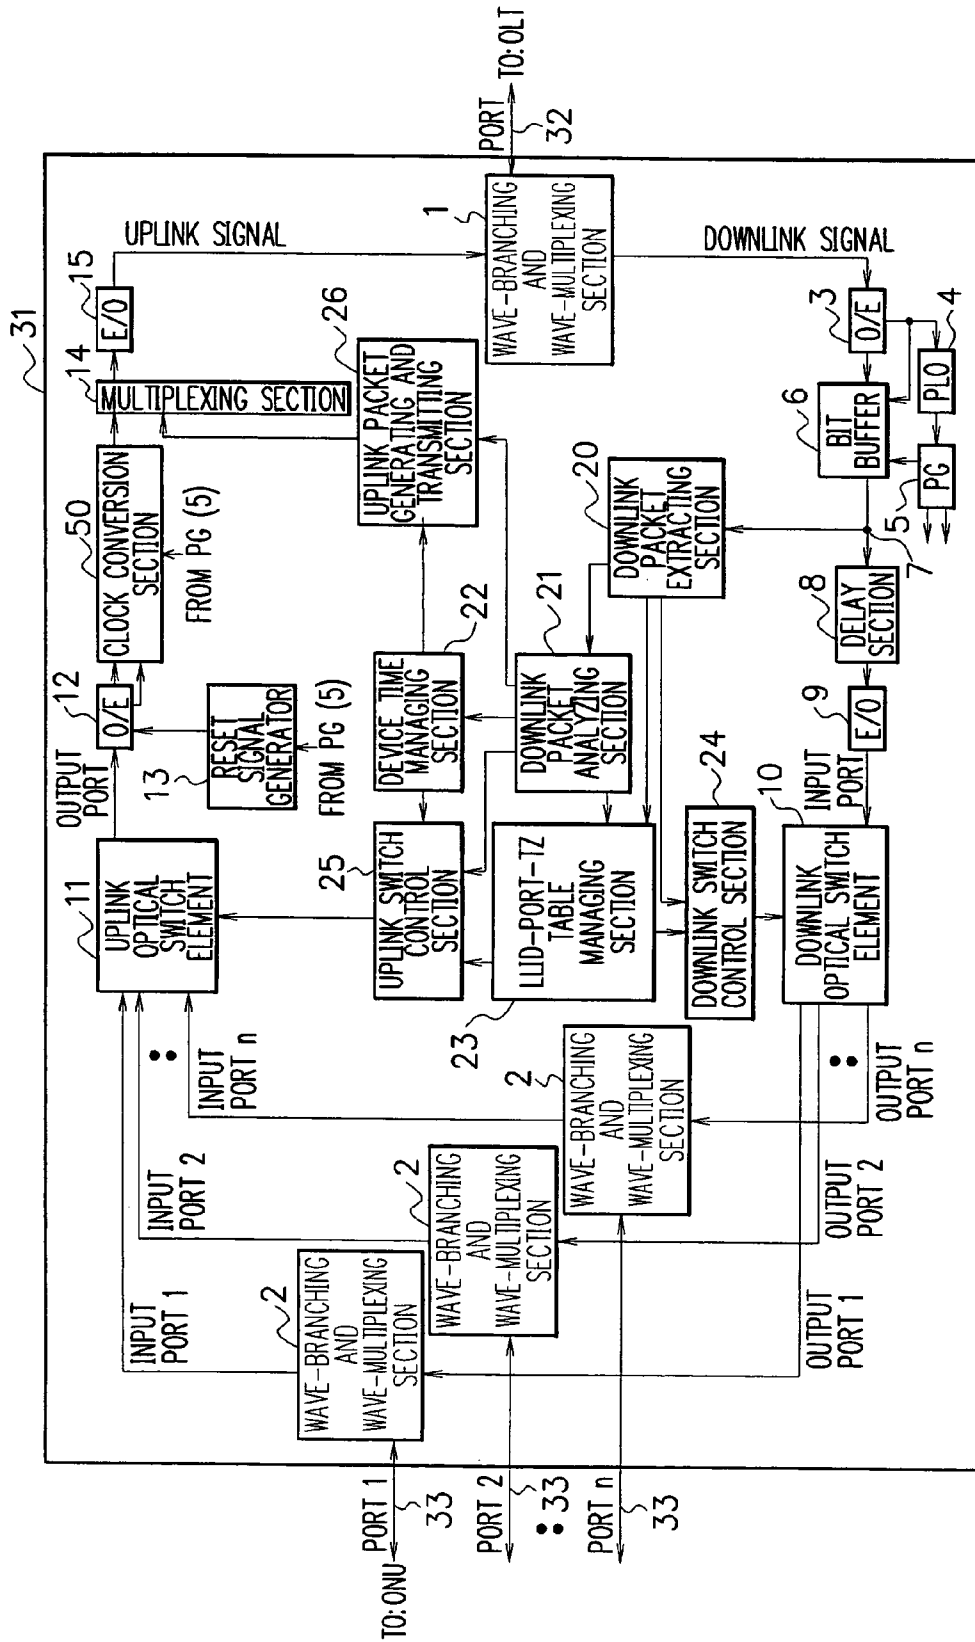 31
TO:OLT
PORT
32
UPLINK SIGNAL
DOWNLINK SIGNAL
15
E/O
14
MULTIPLEXING SECTION
26
UPLINK PACKET
GENERATING AND
TRANSMITTING
SECTION
1
WAVE-BRANCHING
AND
WAVE-MULTIPLEXING
SECTION
3
O/E
4
PLO
6
BIT
BUFFER
5
PG
7
50
CLOCK CONVERSION
SECTION
FROM PG (5)
20
DOWNLINK
PACKET
EXTRACTING
SECTION
8
DELAY
SECTION
12
O/E
OUTPUT
PORT
13
RESET
SIGNAL
GENERATOR
FROM PG (5)
22
DEVICE TIME
MANAGING
SECTION
21
DOWNLINK
PACKET
ANALYZING
SECTION
9
E/O
INPUT
PORT
11
UPLINK
OPTICAL
SWITCH
ELEMENT
25
UPLINK SWITCH
CONTROL
SECTION
23
LLID-PORT-TZ
TABLE
MANAGING
SECTION
24
DOWNLINK SWITCH
CONTROL SECTION
10
DOWNLINK
OPTICAL SWITCH
ELEMENT
INPUT
PORT 1
INPUT
PORT 2
INPUT
PORT n
2
WAVE-BRANCHING
AND
WAVE-MULTIPLEXING
SECTION
2
WAVE-BRANCHING
AND
WAVE-MULTIPLEXING
SECTION
2
WAVE-BRANCHING
AND
WAVE-MULTIPLEXING
SECTION
OUTPUT
PORT 1
OUTPUT
PORT 2
OUTPUT
PORT n
TO:ONU
PORT 1
33
PORT 2
33
PORT n
33